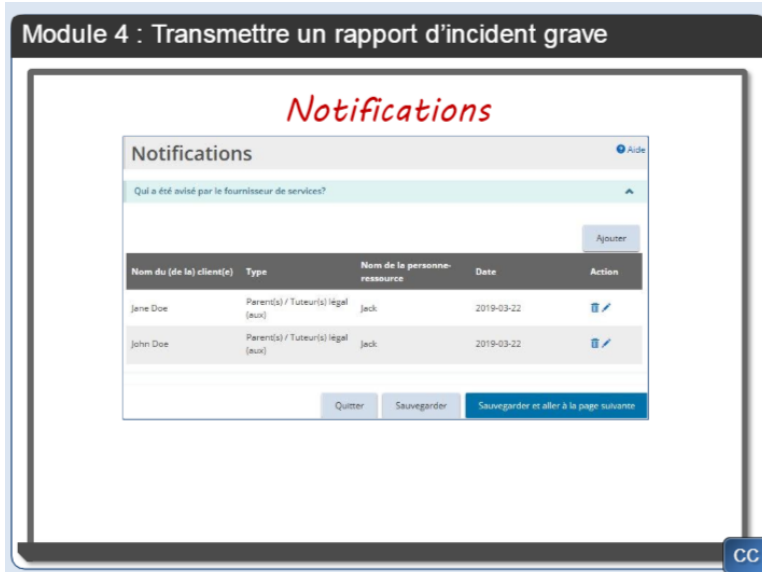 Module 4 : Transmettre un rapport d'incident grave
Notifications
Notifications
Aide
Qui a été avisé par le fournisseur de services?
Ajouter
Nom du (de la) client(e) Type Nom de la personne-ressource Date Action
Jane Doe Parent(s) / Tuteur(s) légal (aux) Jack 2019-03-22
John Doe Parent(s) / Tuteur(s) légal (aux) Jack 2019-03-22
Quitter Sauvegarder Sauvegarder et aller à la page suivante
CC